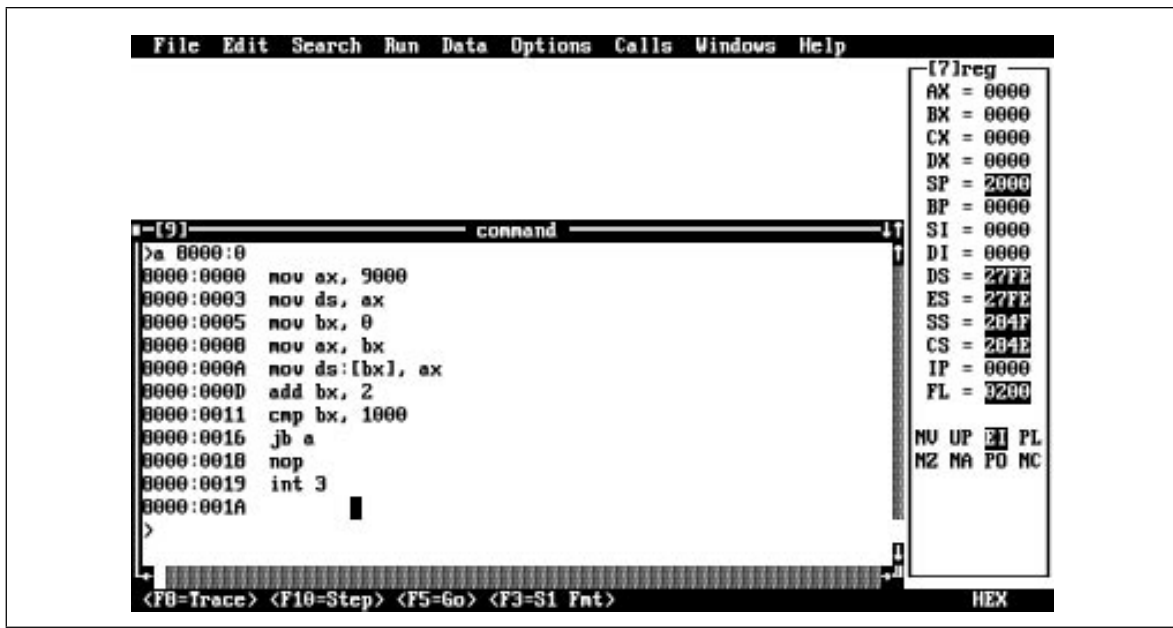 File Edit Search Run Data Options Calls Windows Help
[7]reg
AX = 0000
BX = 0000
CX = 0000
DX = 0000
SP = 2000
BP = 0000
SI = 0000
DI = 0000
DS = 27FE
ES = 27FE
SS = 284F
CS = 284E
IP = 0000
FL = 0200
NV UP EI PL
NZ NA PO NC
[9] command
>a 8000:0
8000:0000 mov ax, 9000
8000:0003 mov ds, ax
8000:0005 mov bx, 0
8000:0008 mov ax, bx
8000:000A mov ds:[bx], ax
8000:000D add bx, 2
8000:0011 cmp bx, 1000
8000:0016 jb a
8000:0018 nop
8000:0019 int 3
8000:001A
>
<F8=Trace> <F10=Step> <F5=Go> <F3=S1 Fmt> HEX